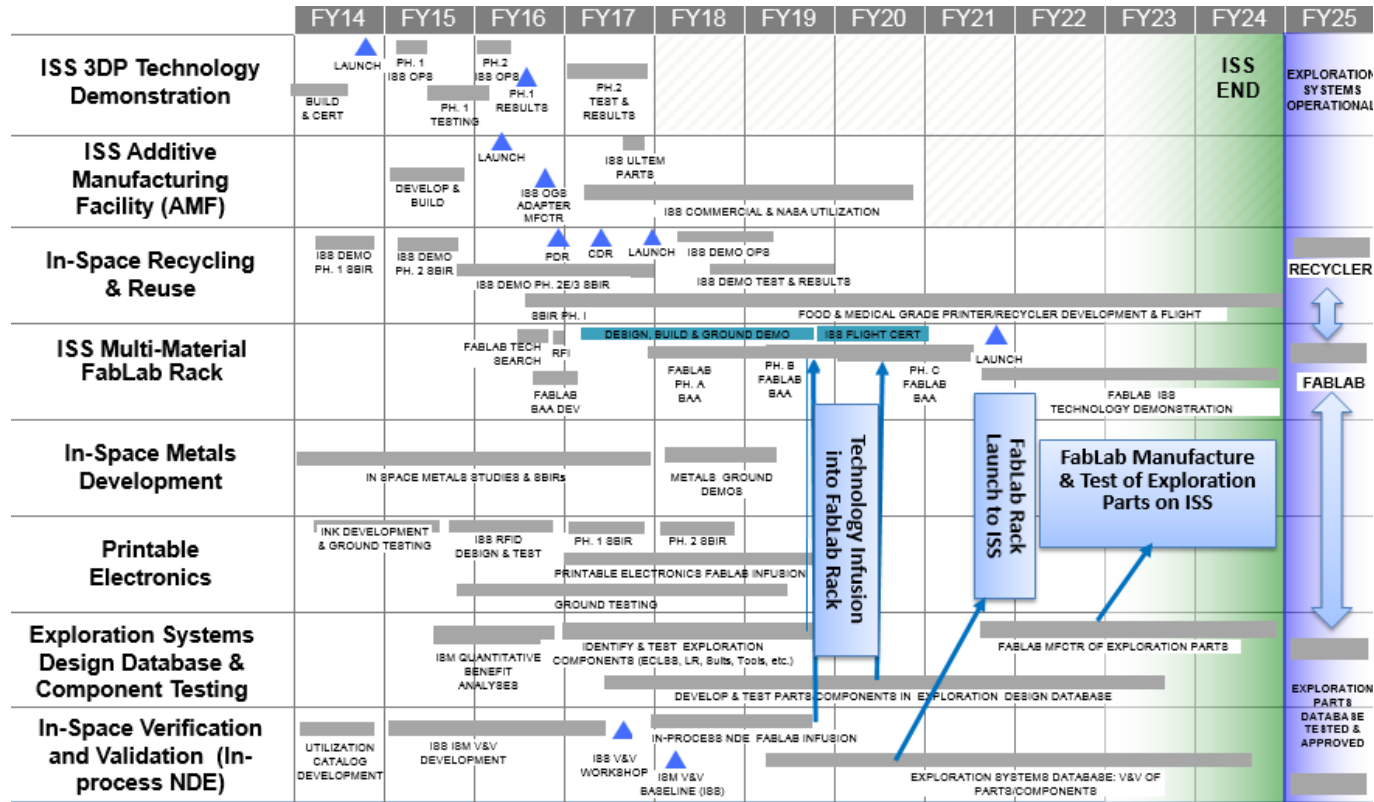 FY14 FY15 FY16 FY17 FY18 FY19 FY20 FY21 FY22 FY23 FY24 FY25
ISS 3DP Technology
Demonstration
LAUNCH
BUILD
& CERT
PH. 1
ISS OPS
PH. 1
TESTING
PH.2
ISS OPS
PH.1
RESULTS
PH.2
TEST &
RESULTS
ISS
END
EXPLORATION
SYSTEMS
OPERATIONAL
ISS Additive
Manufacturing
Facility (AMF)
DEVELOP &
BUILD
LAUNCH
ISS OGS
ADAPTER
MFCTR
ISS ULTEM
PARTS
ISS COMMERCIAL & NASA UTILIZATION
In-Space Recycling
& Reuse
ISS DEMO
PH. 1 SBIR
ISS DEMO
PH. 2 SBIR
PDR
CDR
LAUNCH
ISS DEMO OPS
ISS DEMO PH. 2E/3 SBIR
ISS DEMO TEST & RESULTS
SBIR PH. I
FOOD & MEDICAL GRADE PRINTER/RECYCLER DEVELOPMENT & FLIGHT
RECYCLER
ISS Multi-Material
FabLab Rack
FABLAB TECH
SEARCH
RFI
FABLAB
BAA DEV
DESIGN, BUILD & GROUND DEMO
ISS FLIGHT CERT
FABLAB
PH. A
BAA
PH. B
FABLAB
BAA
PH. C
FABLAB
BAA
LAUNCH
FABLAB ISS
TECHNOLOGY DEMONSTRATION
FABLAB
Technology Infusion
into FabLab Rack
FabLab Rack
Launch to ISS
FabLab Manufacture
& Test of Exploration
Parts on ISS
In-Space Metals
Development
IN SPACE METALS STUDIES & SBIRs
METALS GROUND
DEMOS
Printable
Electronics
INK DEVELOPMENT
& GROUND TESTING
ISS RFID
DESIGN & TEST
PH. 1 SBIR
PH. 2 SBIR
PRINTABLE ELECTRONICS FABLAB INFUSION
GROUND TESTING
Exploration Systems
Design Database &
Component Testing
ISM QUANTITATIVE
BENEFIT
ANALYSES
IDENTIFY & TEST EXPLORATION
COMPONENTS (ECLSS, LR, Suits, Tools, etc.)
FABLAB MFCTR OF EXPLORATION PARTS
DEVELOP & TEST PARTS/COMPONENTS IN EXPLORATION DESIGN DATABASE
EXPLORATION
PARTS
DATABASE
TESTED &
APPROVED
In-Space Verification
and Validation (In-
process NDE)
UTILIZATION
CATALOG
DEVELOPMENT
ISS ISM V&V
DEVELOPMENT
ISS V&V
WORKSHOP
IN-PROCESS NDE FABLAB INFUSION
ISM V&V
BASELINE (ISS)
EXPLORATION SYSTEMS DATABASE: V&V OF
PARTS/COMPONENTS